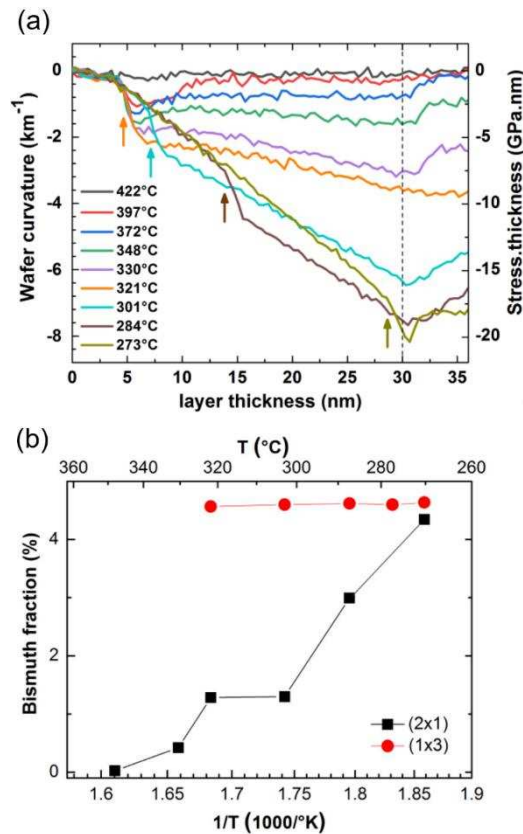 (a)
0
-2
-4
-6
-8
Wafer curvature (km⁻¹)
0
-5
-10
-15
-20
Stress.thickness (GPa.nm)
422°C
397°C
372°C
348°C
330°C
321°C
301°C
284°C
273°C
0 5 10 15 20 25 30 35
layer thickness (nm)
(b)
T (°C)
360 340 320 300 280 260
4
2
0
Bismuth fraction (%)
(2x1)
(1x3)
1.6 1.65 1.7 1.75 1.8 1.85 1.9
1/T (1000/°K)